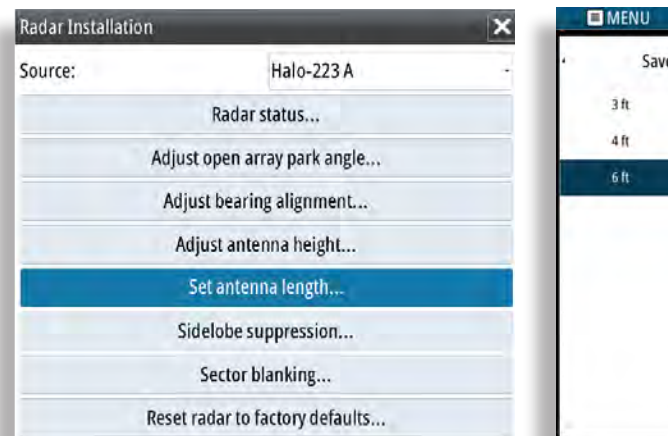 Radar Installation
Source:
Halo-223 A
Radar status...
Adjust open array park angle...
Adjust bearing alignment...
Adjust antenna height...
Set antenna length...
Sidelobe suppression...
Sector blanking...
Reset radar to factory defaults...
MENU
3 ft
4 ft
6 ft